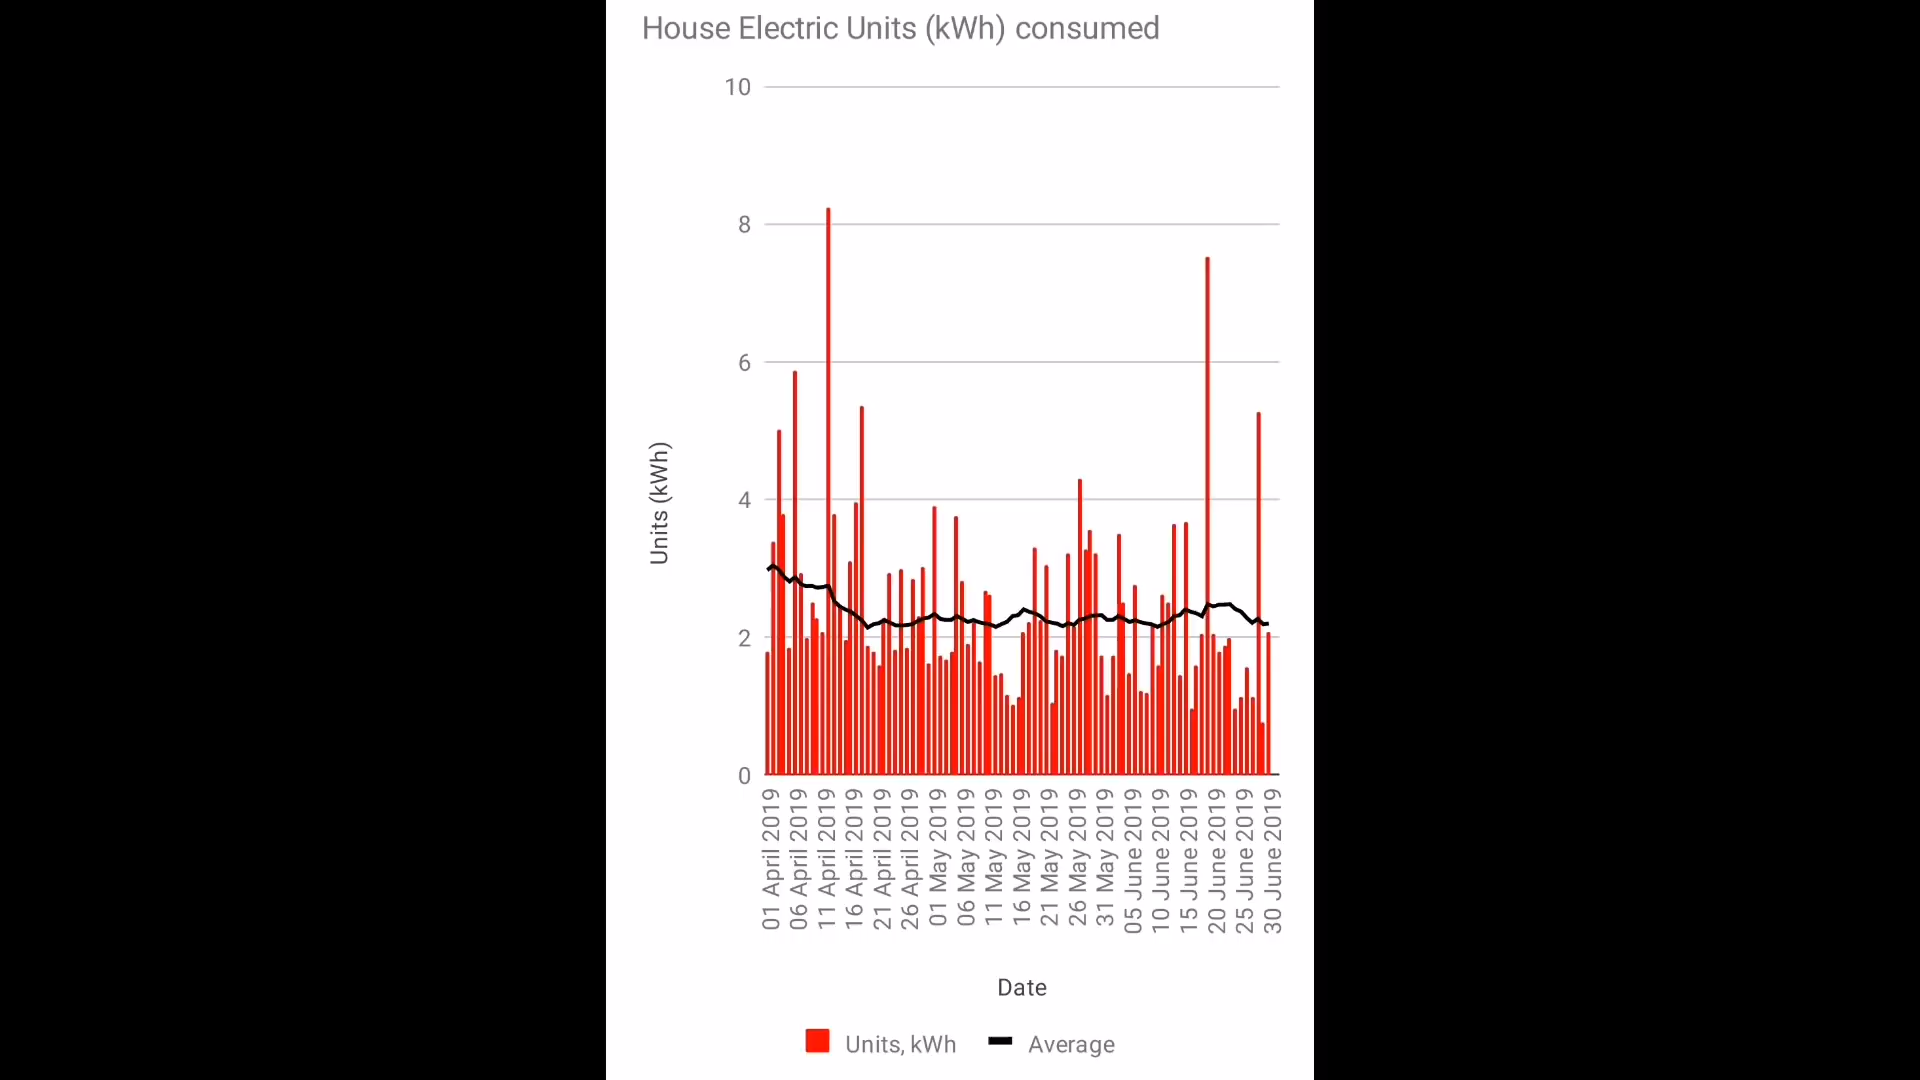 House Electric Units (kWh) consumed
10
8
6
4
2
0
Units (kWh)
01 April 2019
06 April 2019
11 April 2019
16 April 2019
21 April 2019
26 April 2019
01 May 2019
06 May 2019
11 May 2019
16 May 2019
21 May 2019
26 May 2019
31 May 2019
05 June 2019
10 June 2019
15 June 2019
20 June 2019
25 June 2019
30 June 2019
Date
Units, kWh
Average